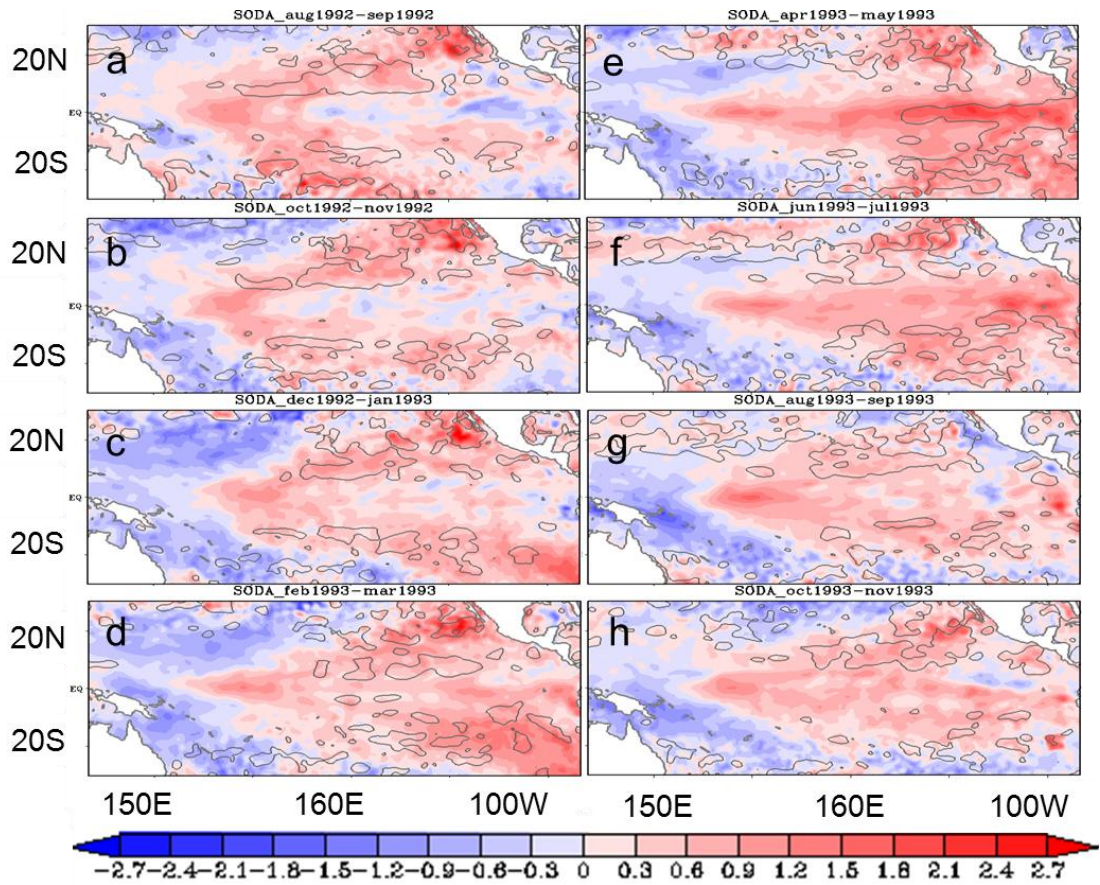 SODA_aug1992-sep1992
SODA_apr1993-may1993
20N
a
e
EQ
20S
SODA_oct1992-nov1992
SODA_jun1993-jul1993
20N
b
f
20S
SODA_dec1992-jan1993
SODA_aug1993-sep1993
20N
c
g
EQ
20S
SODA_feb1993-mar1993
SODA_oct1993-nov1993
20N
d
h
EQ
20S
150E 160E 100W 150E 160E 100W
-2.7 -2.4 -2.1 -1.8 -1.5 -1.2 -0.9 -0.6 -0.3 0 0.3 0.6 0.9 1.2 1.5 1.8 2.1 2.4 2.7